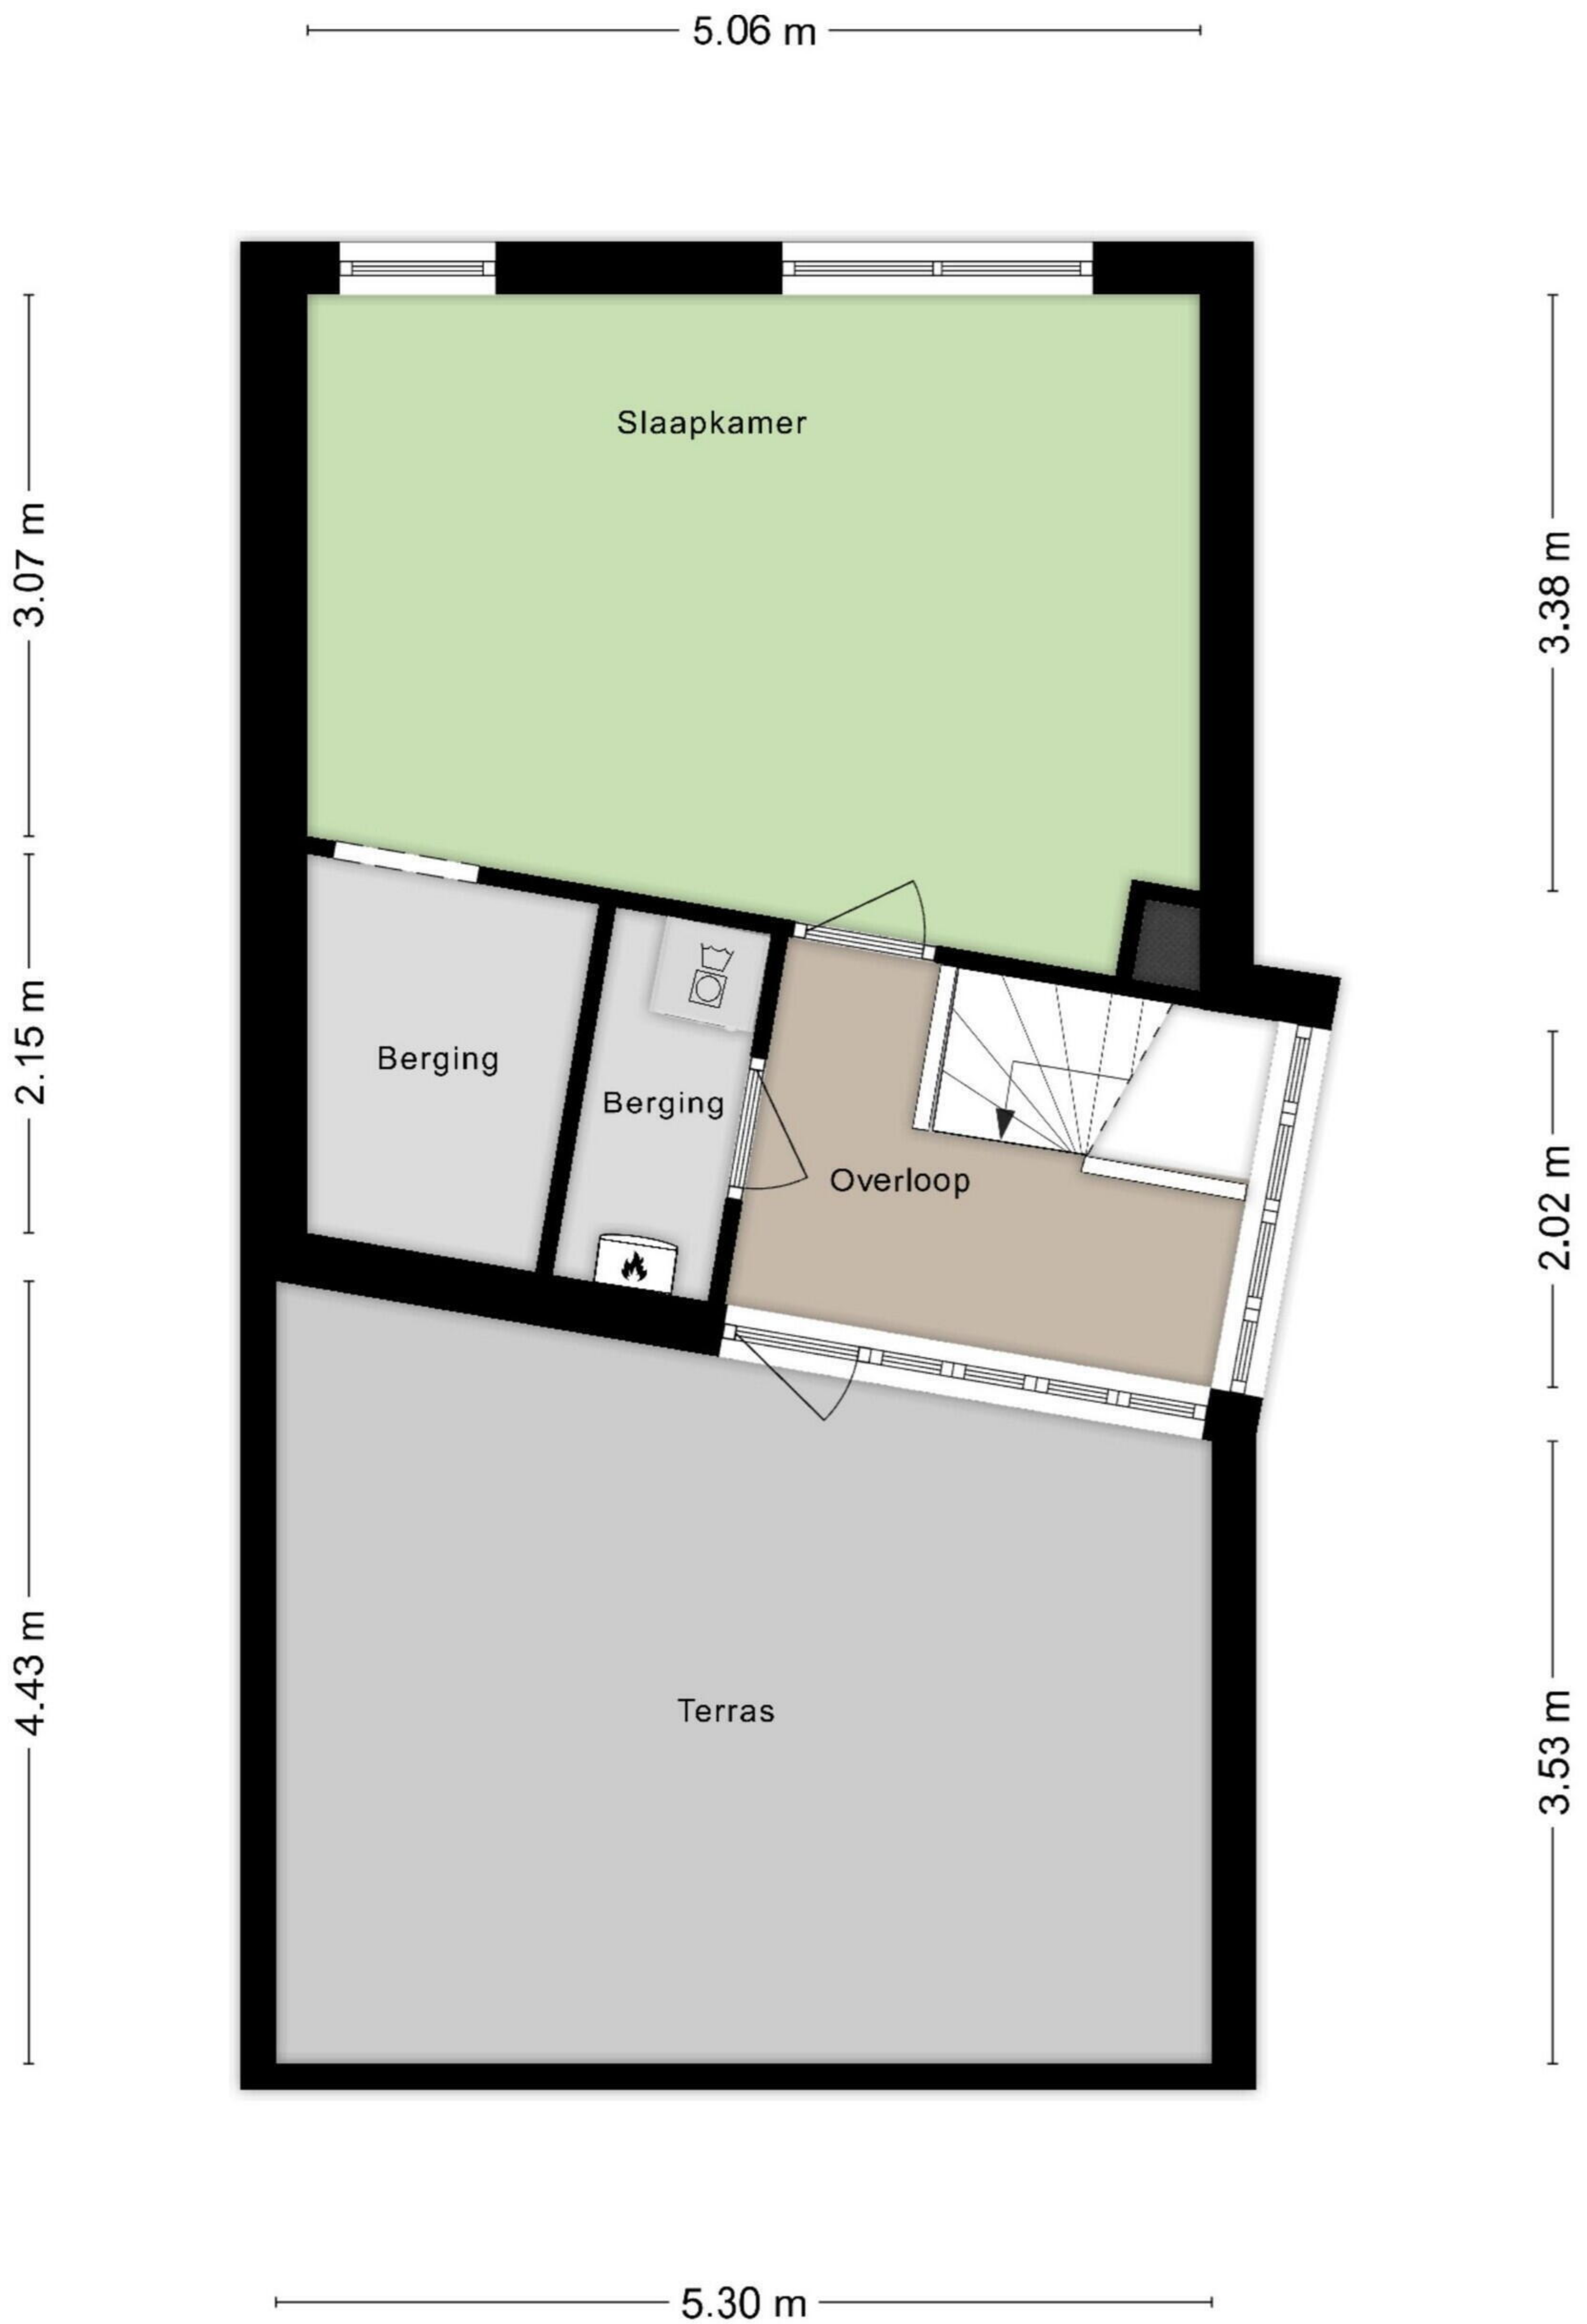 5.06 m
Slaapkamer
3.07 m
3.38 m
2.15 m
Berging
Berging
Overloop
2.02 m
4.43 m
Terras
3.53 m
5.30 m